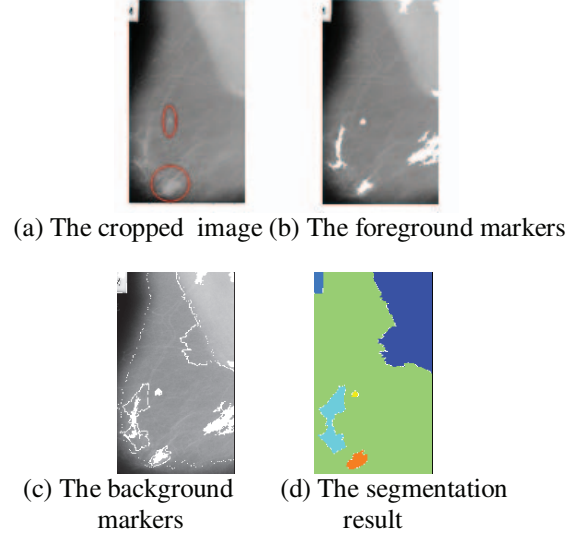 (a) The cropped image (b) The foreground markers
(c) The background
markers
(d) The segmentation
result